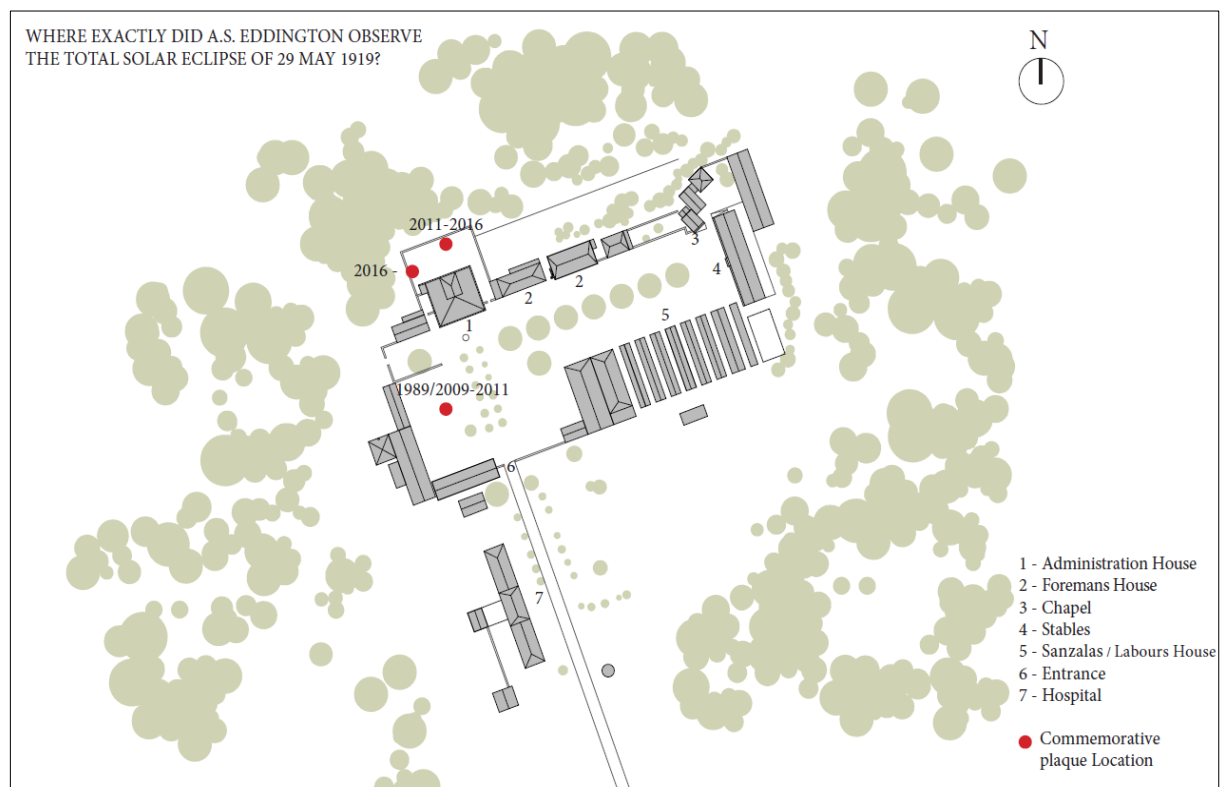 WHERE EXACTLY DID A.S. EDDINGTON OBSERVE
THE TOTAL SOLAR ECLIPSE OF 29 MAY 1919?
N
2011-2016
2016 -
3
4
2
2
1
5
1989/2009-2011
6
7
1 - Administration House
2 - Foremans House
3 - Chapel
4 - Stables
5 - Sanzalas / Labours House
6 - Entrance
7 - Hospital
Commemorative
plaque Location